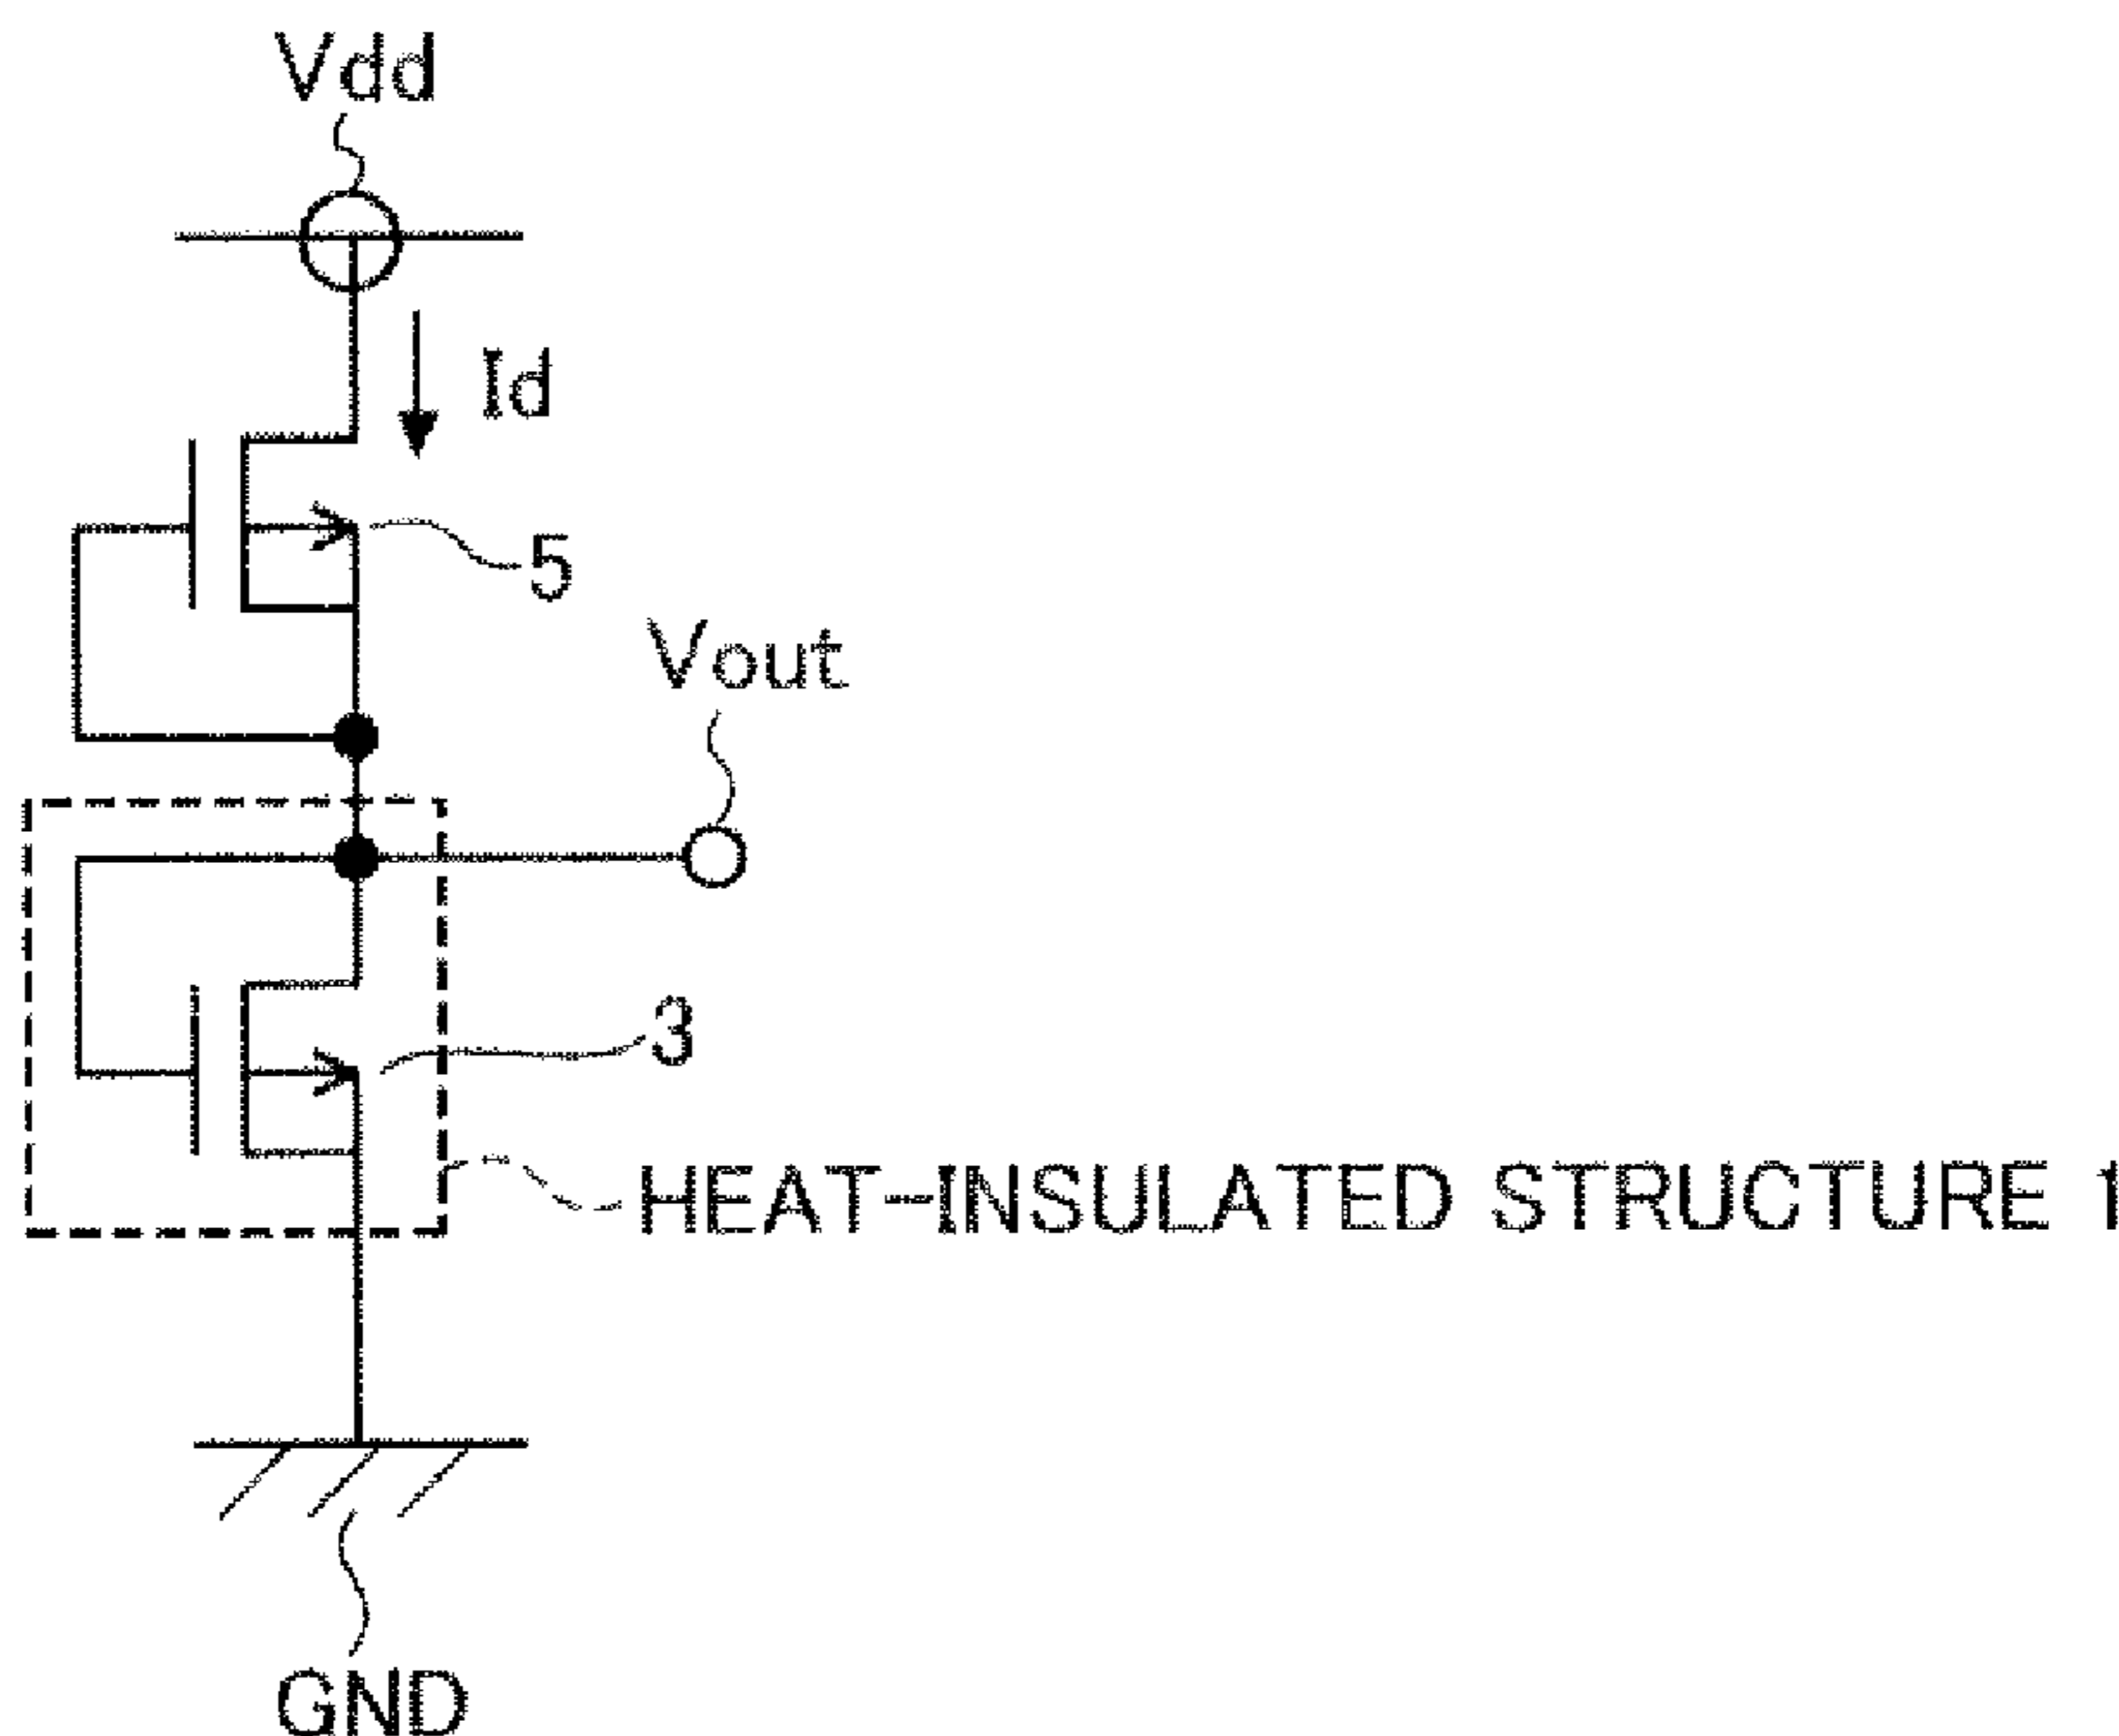 Vdd
Id
5
Vout
3
HEAT-INSULATED STRUCTURE 1
GND